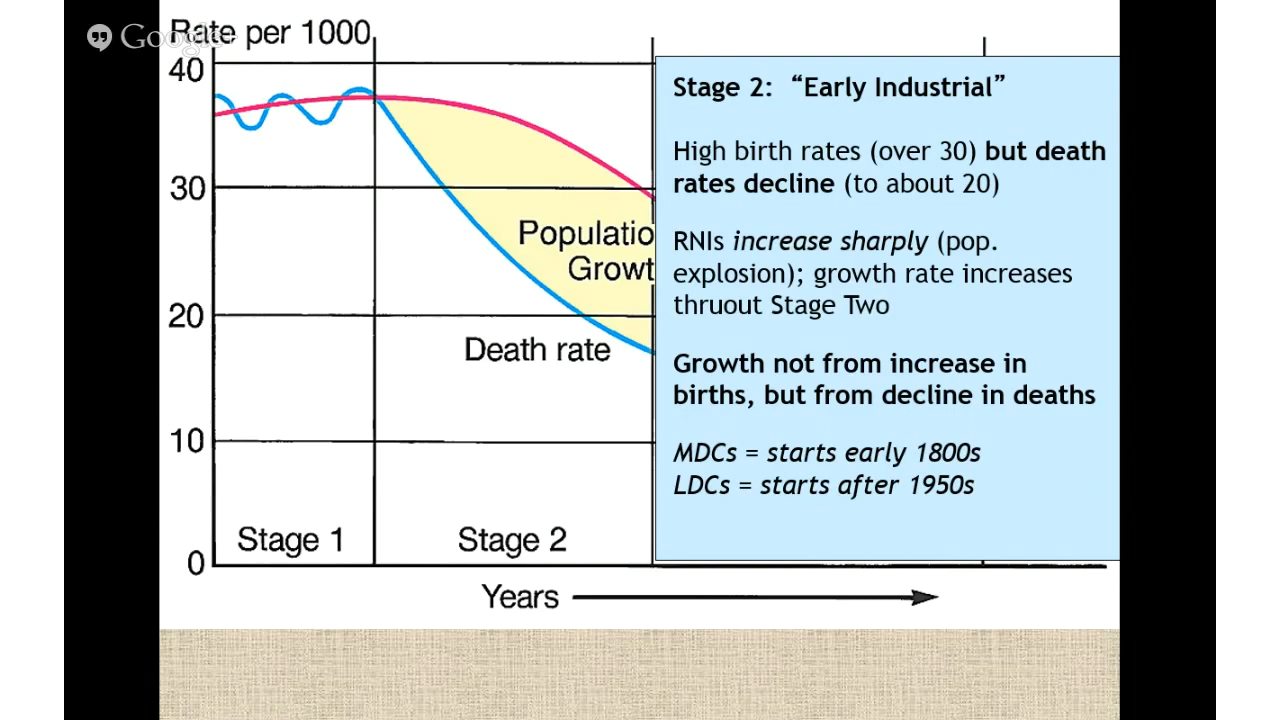 Google+
Rate per 1000
40
30
20
10
0
Populatio
Growt
Death rate
Stage 1
Stage 2
Years
Stage 2: “Early Industrial”
High birth rates (over 30) but death
rates decline (to about 20)
RNIs increase sharply (pop.
explosion); growth rate increases
thruout Stage Two
Growth not from increase in
births, but from decline in deaths
MDCs = starts early 1800s
LDCs = starts after 1950s